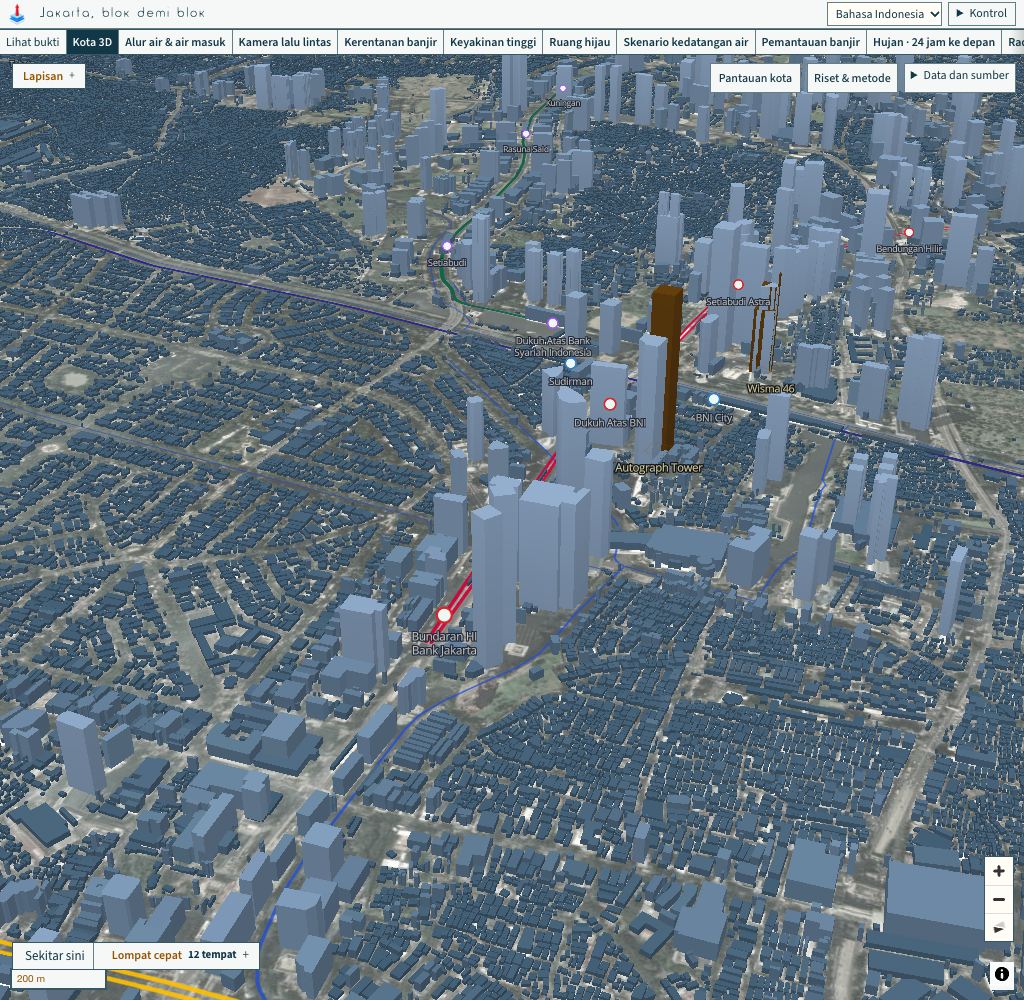 Jakarta, blok demi blok
Bahasa Indonesia
Kontrol
Lihat bukti
Kota 3D
Alur air & air masuk
Kamera lalu lintas
Kerentanan banjir
Keyakinan tinggi
Ruang hijau
Skenario kedatangan air
Pemantauan banjir
Hujan · 24 jam ke depan
Lapisan +
Pantauan kota
Riset & metode
Data dan sumber
Kuningan
Rasuna Said
Setiabudi
Bendungan Hilir
Setiabudi Astra
Dukuh Atas Bank
Syariah Indonesia
Sudirman
Wisma 46
BNI City
Dukuh Atas BNI
Autograph Tower
Bundaran HI
Bank Jakarta
Sekitar sini
Lompat cepat 12 tempat +
200 m